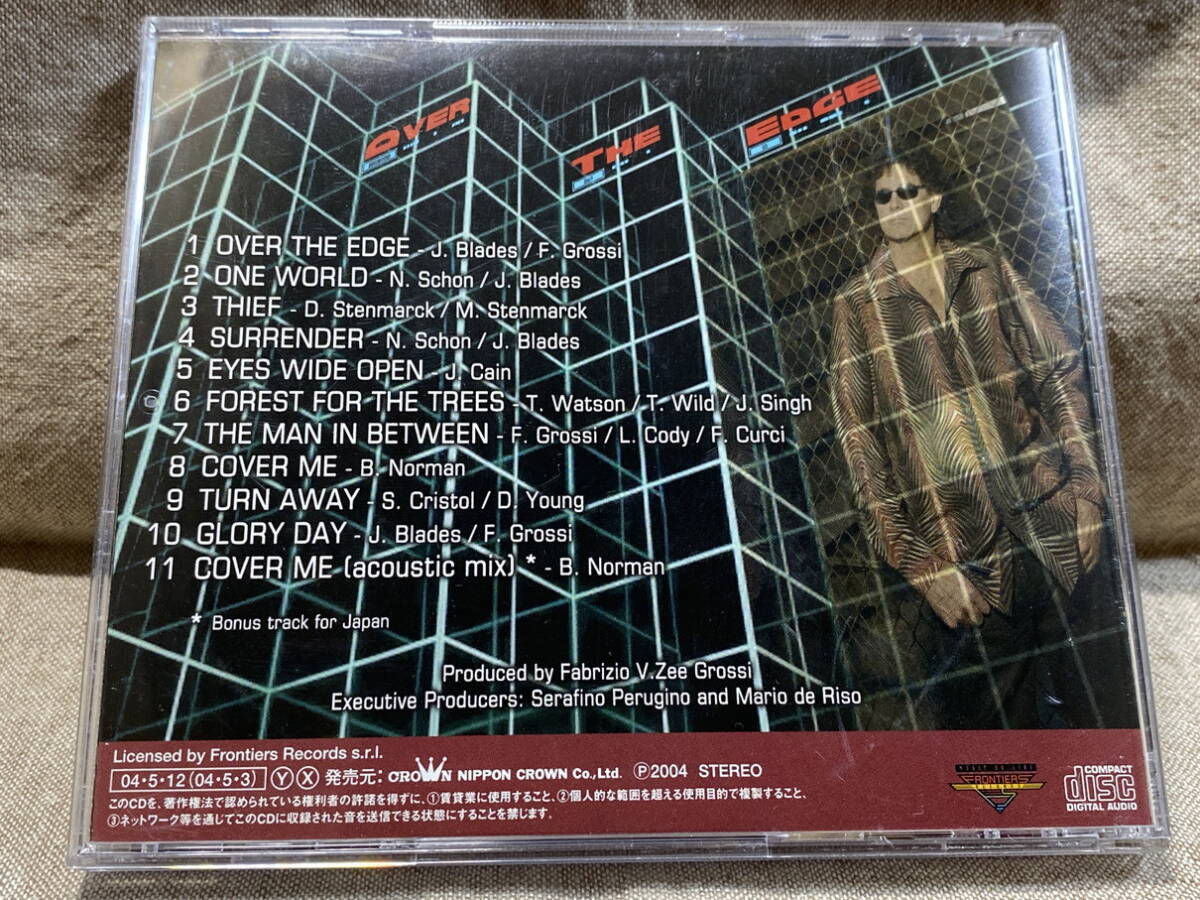 OVER
THE
EDGE
1 OVER THE EDGE - J. Blades / F. Grossi
2 ONE WORLD - N. Schon / J. Blades
3 THIEF - D. Stenmarck / M. Stenmarck
4 SURRENDER - N. Schon / J. Blades
5 EYES WIDE OPEN - J. Cain
6 FOREST FOR THE TREES - T. Watson / T. Wild / J. Singh
7 THE MAN IN BETWEEN - F. Grossi / L. Cody / F. Curci
8 COVER ME - B. Norman
9 TURN AWAY - S. Cristol / D. Young
10 GLORY DAY - J. Blades / F. Grossi
11 COVER ME (acoustic mix) * - B. Norman
* Bonus track for Japan
Produced by Fabrizio V.Zee Grossi
Executive Producers: Serafino Perugino and Mario de Riso
Licensed by Frontiers Records s.r.l.
04・5・12 (04・5・3) Ⓨ Ⓧ 発売元: CROWN NIPPON CROWN Co., Ltd. Ⓟ2004 STEREO
このCDを、著作権法で認められている権利者の許諾を得ずに、①賃貸業に使用すること、②個人的な範囲を超える使用目的で複製すること、
③ネットワーク等を通じてこのCDに収録された音を送信できる状態にすることを禁じます。
FRONTIERS
RECORDS
COMPACT
disc
DIGITAL AUDIO